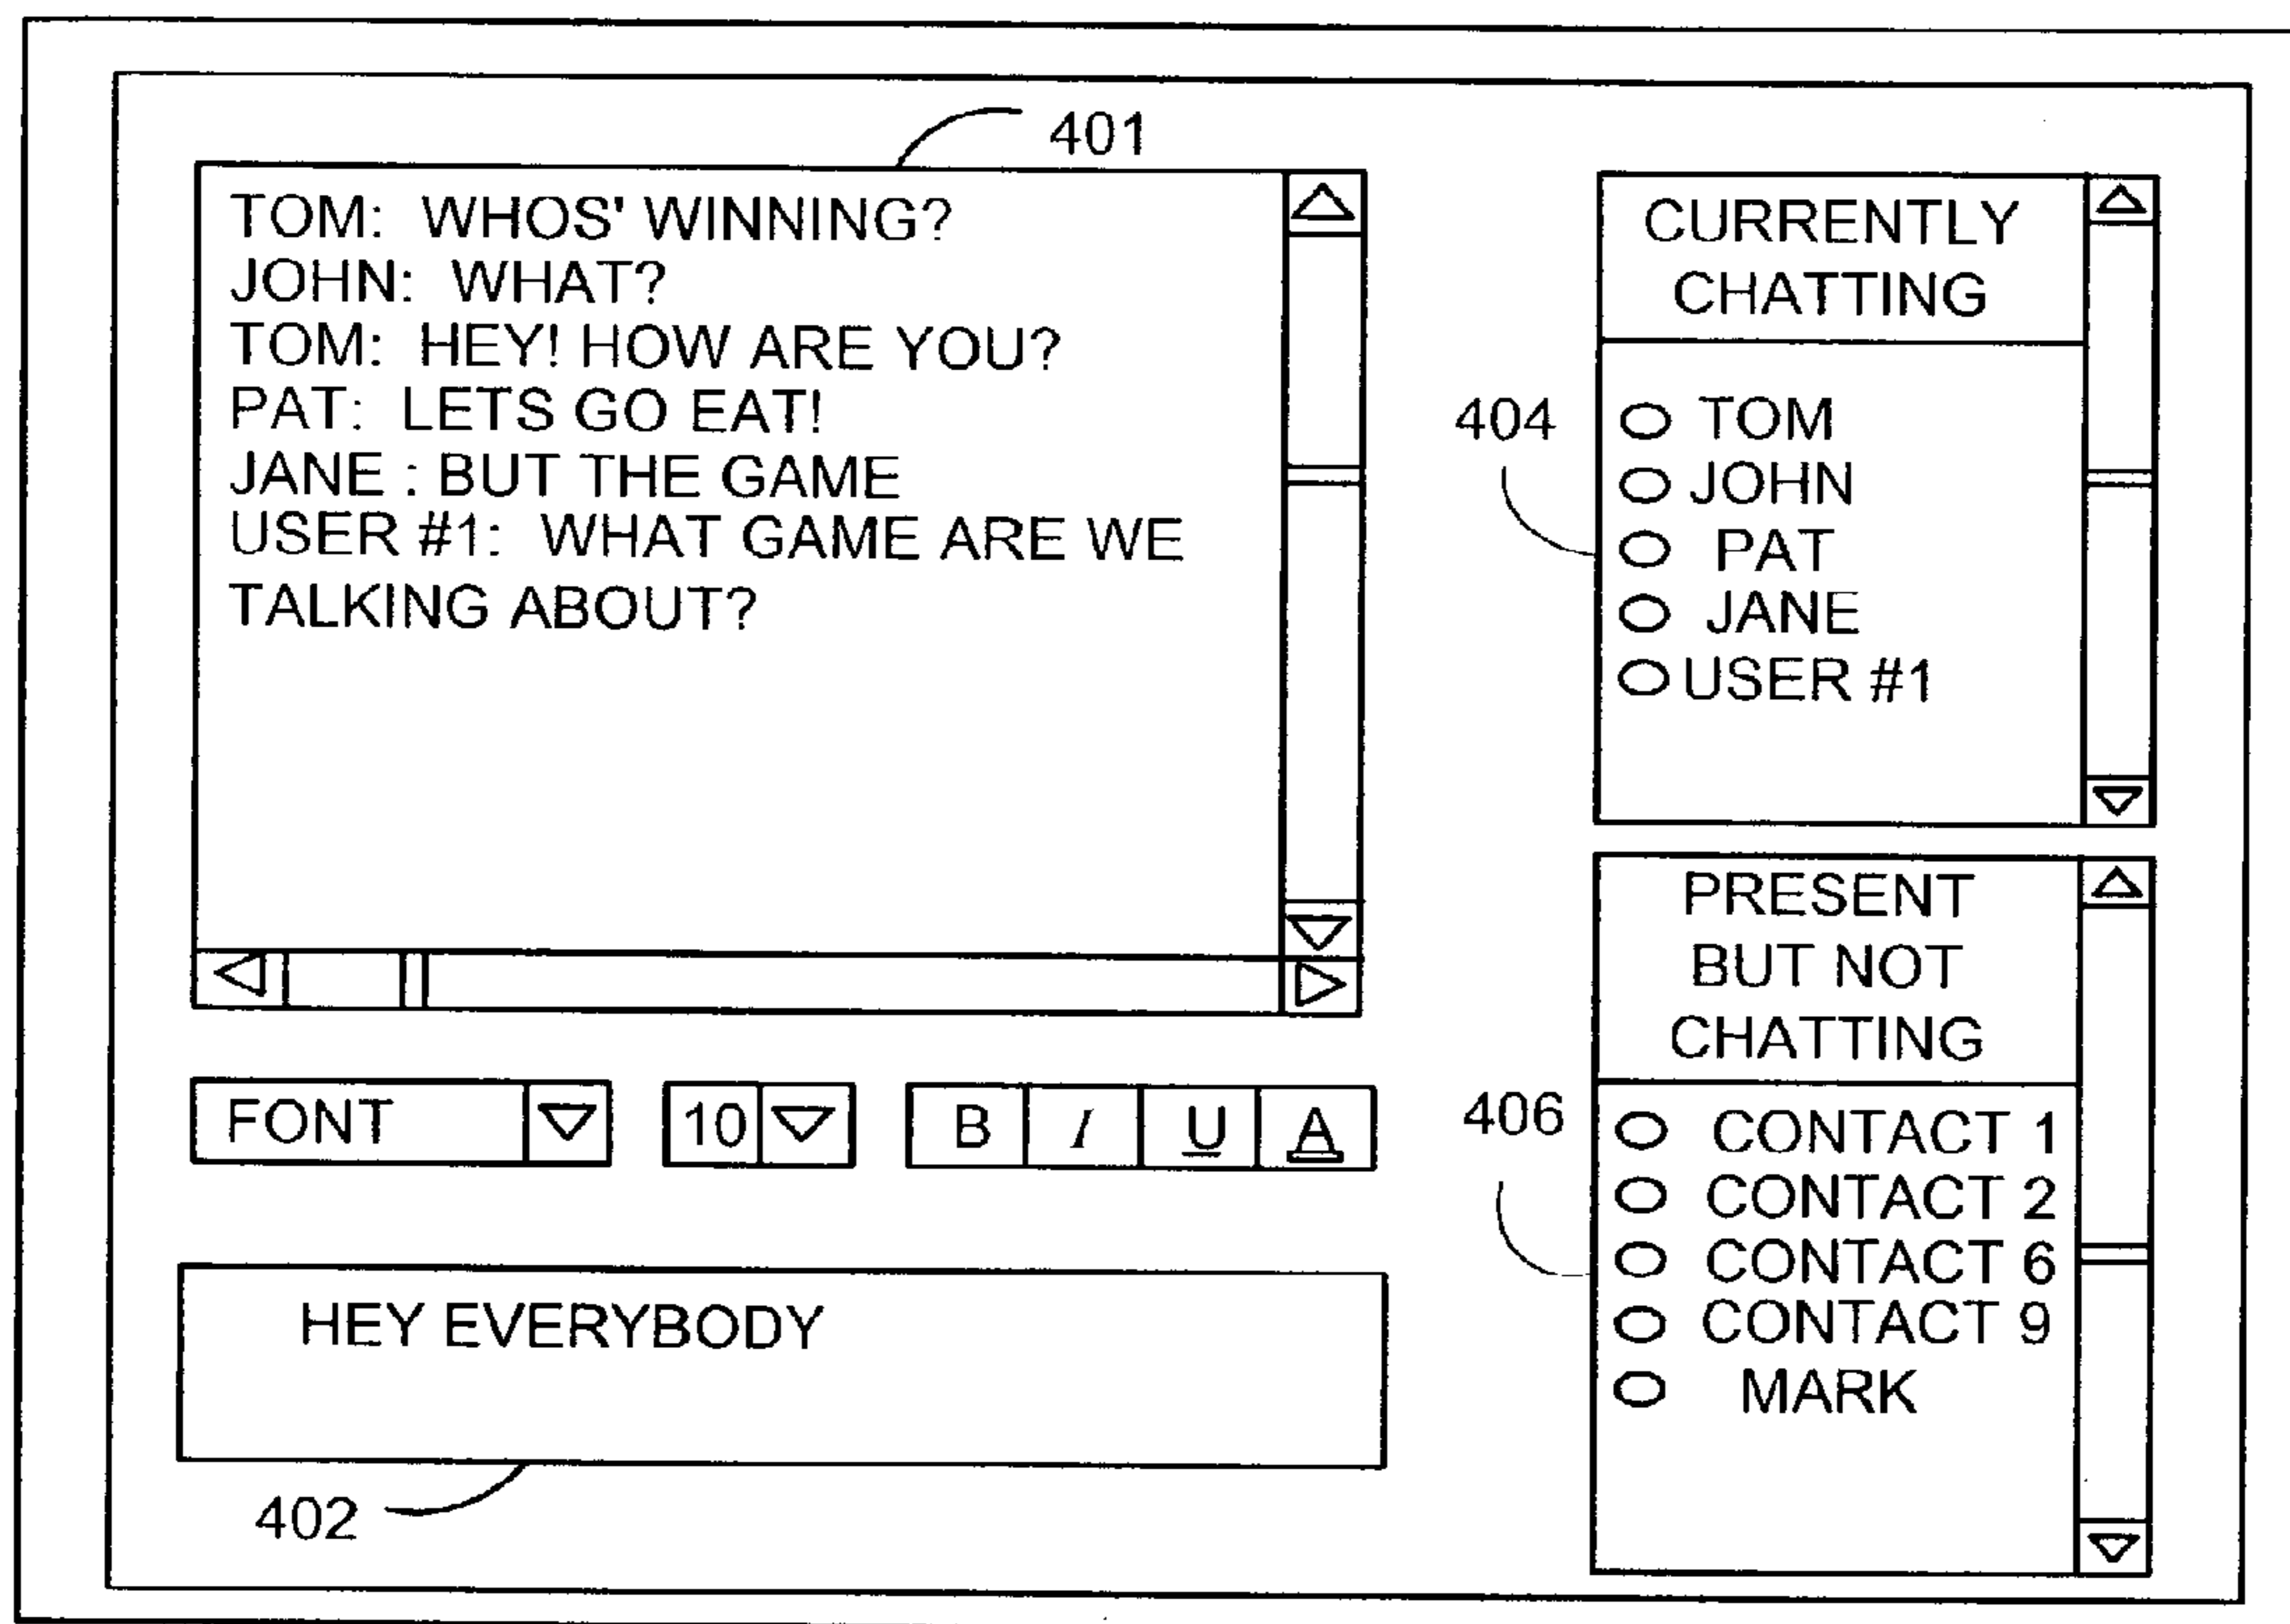 401
TOM: WHOS' WINNING?
JOHN: WHAT?
TOM: HEY! HOW ARE YOU?
PAT: LETS GO EAT!
JANE : BUT THE GAME
USER #1: WHAT GAME ARE WE
TALKING ABOUT?
FONT
10
B I U A
HEY EVERYBODY
402
CURRENTLY
CHATTING
404
TOM
JOHN
PAT
JANE
USER #1
PRESENT
BUT NOT
CHATTING
406
CONTACT 1
CONTACT 2
CONTACT 6
CONTACT 9
MARK